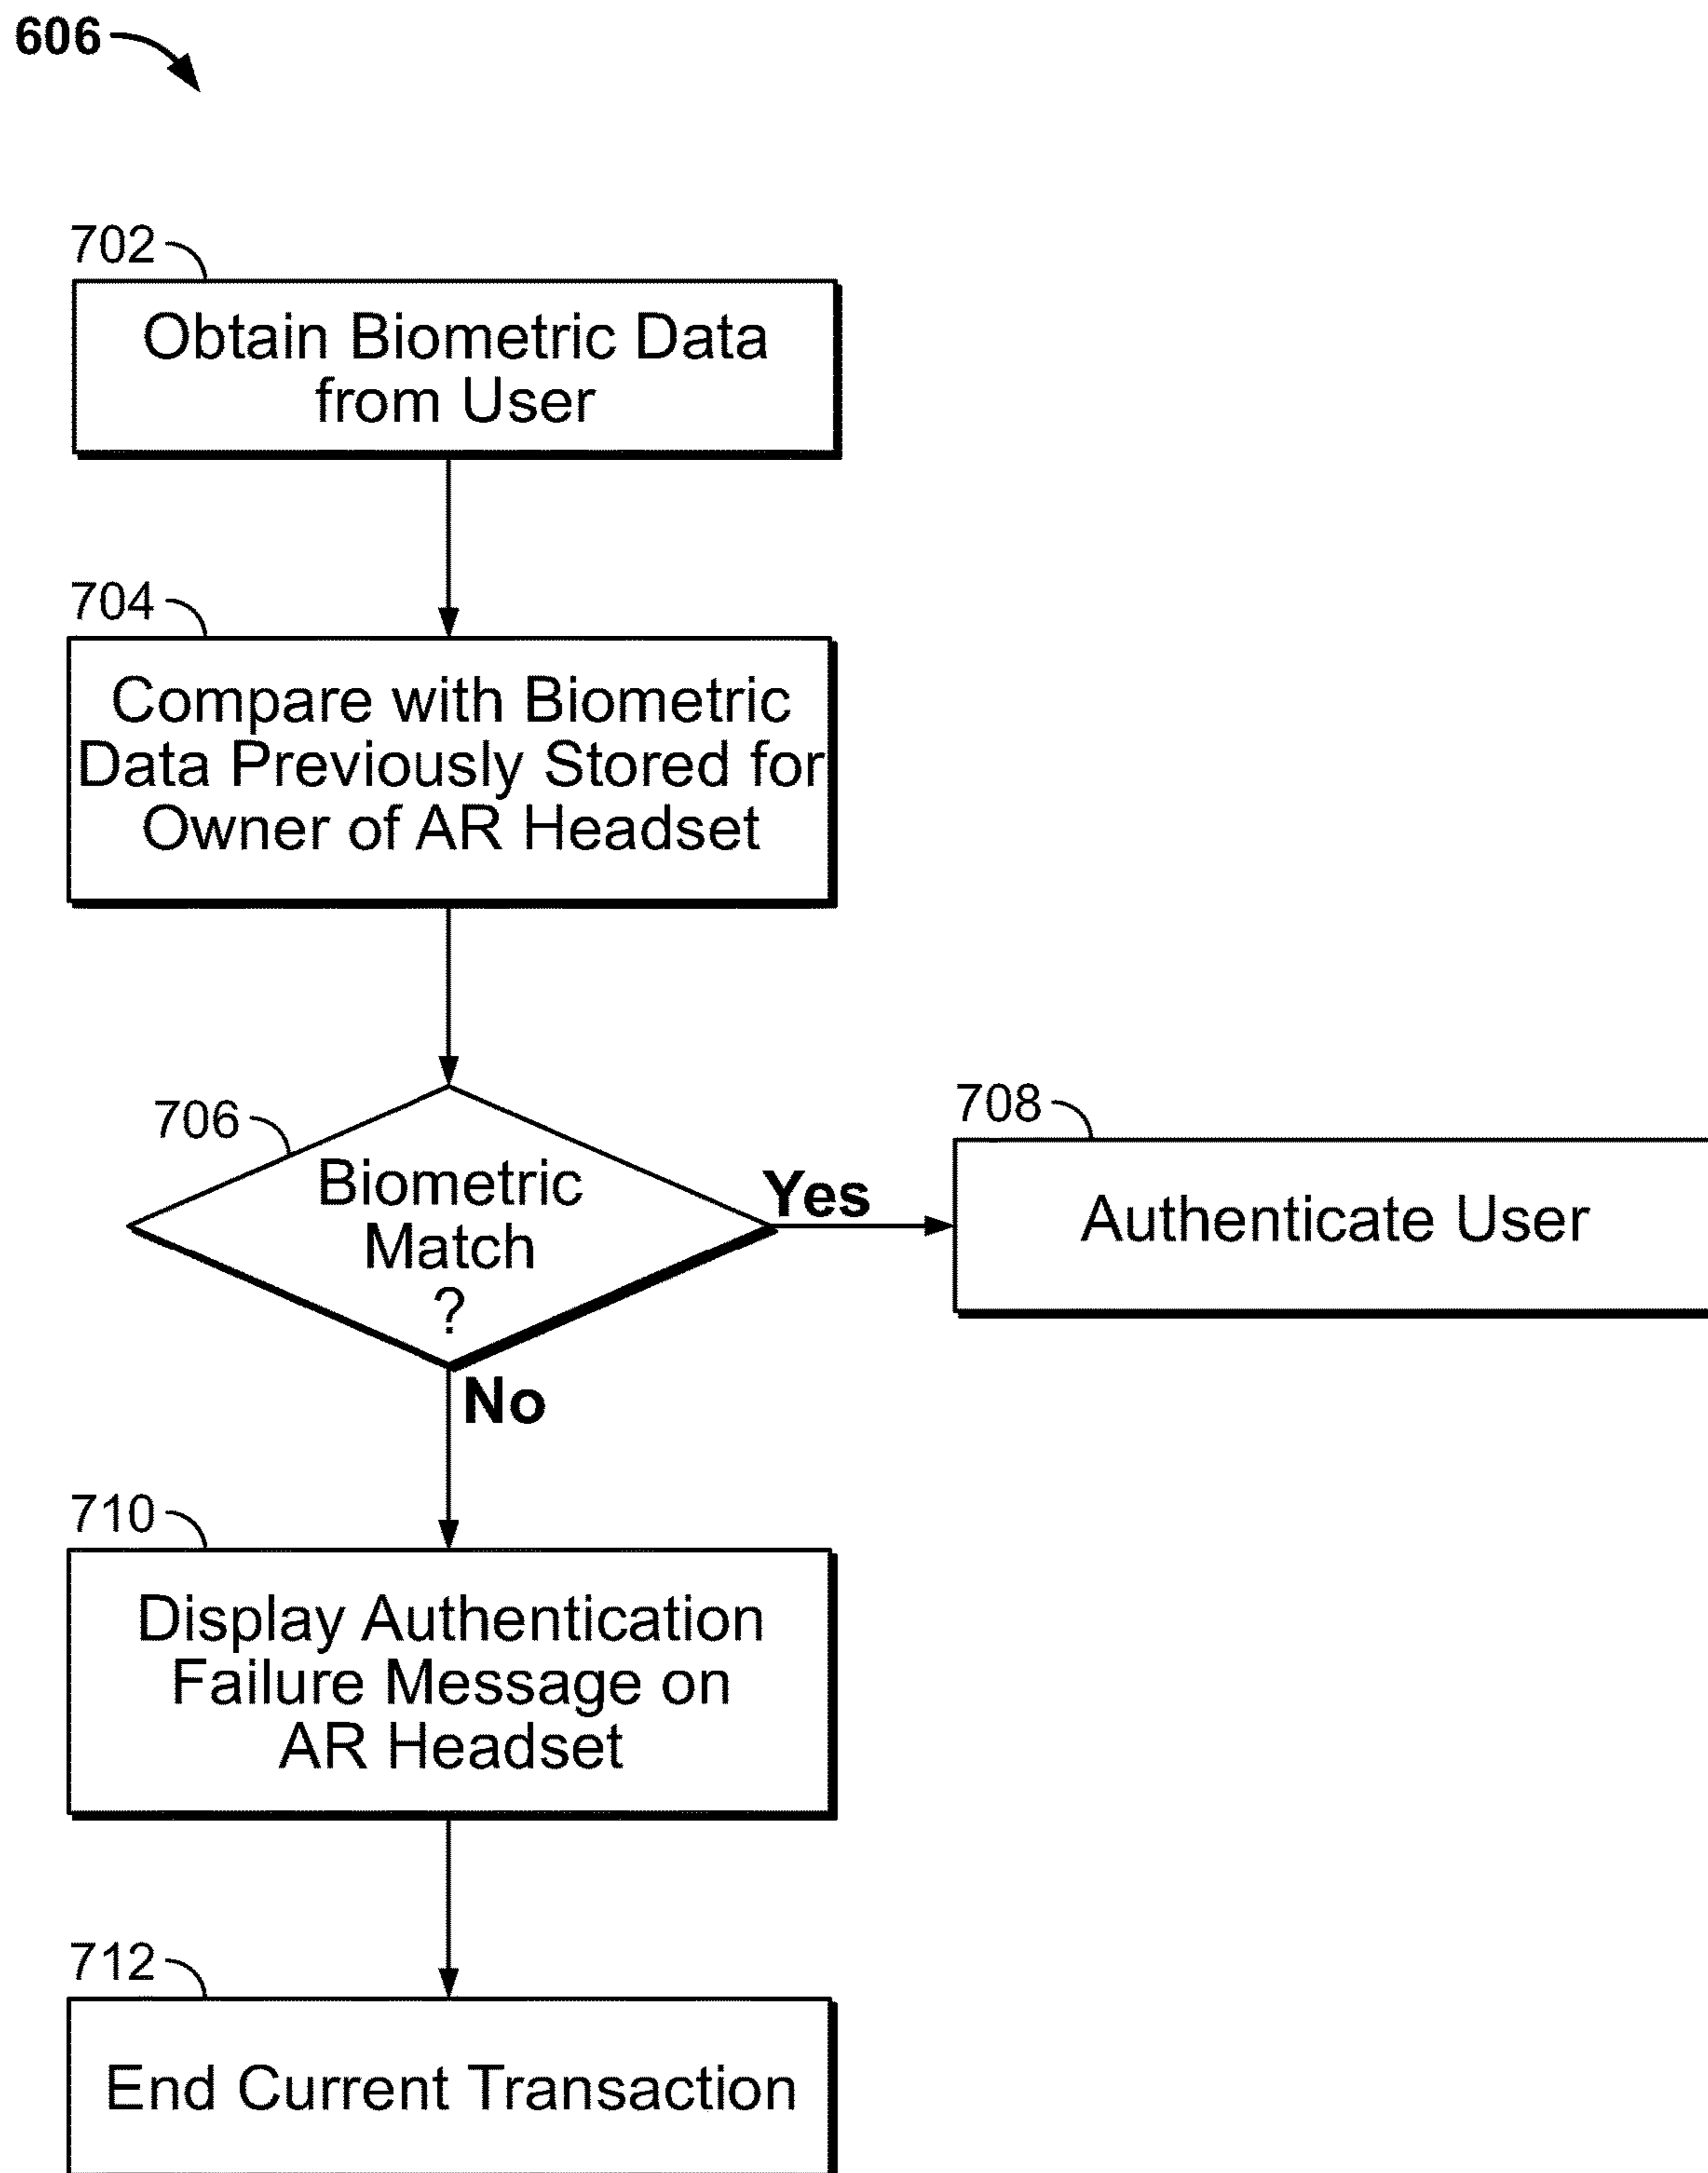 606
702
Obtain Biometric Data
from User
704
Compare with Biometric
Data Previously Stored for
Owner of AR Headset
706
Biometric
Match
?
Yes
708
Authenticate User
No
710
Display Authentication
Failure Message on
AR Headset
712
End Current Transaction